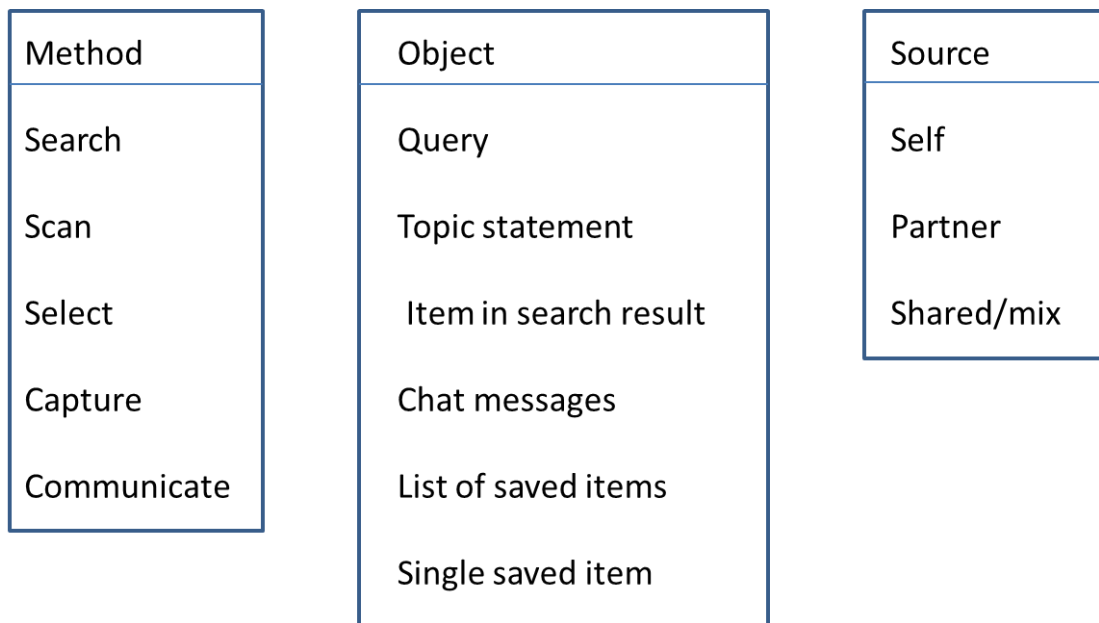 Method
Search
Scan
Select
Capture
Communicate
Object
Query
Topic statement
Item in search result
Chat messages
List of saved items
Single saved item
Source
Self
Partner
Shared/mix